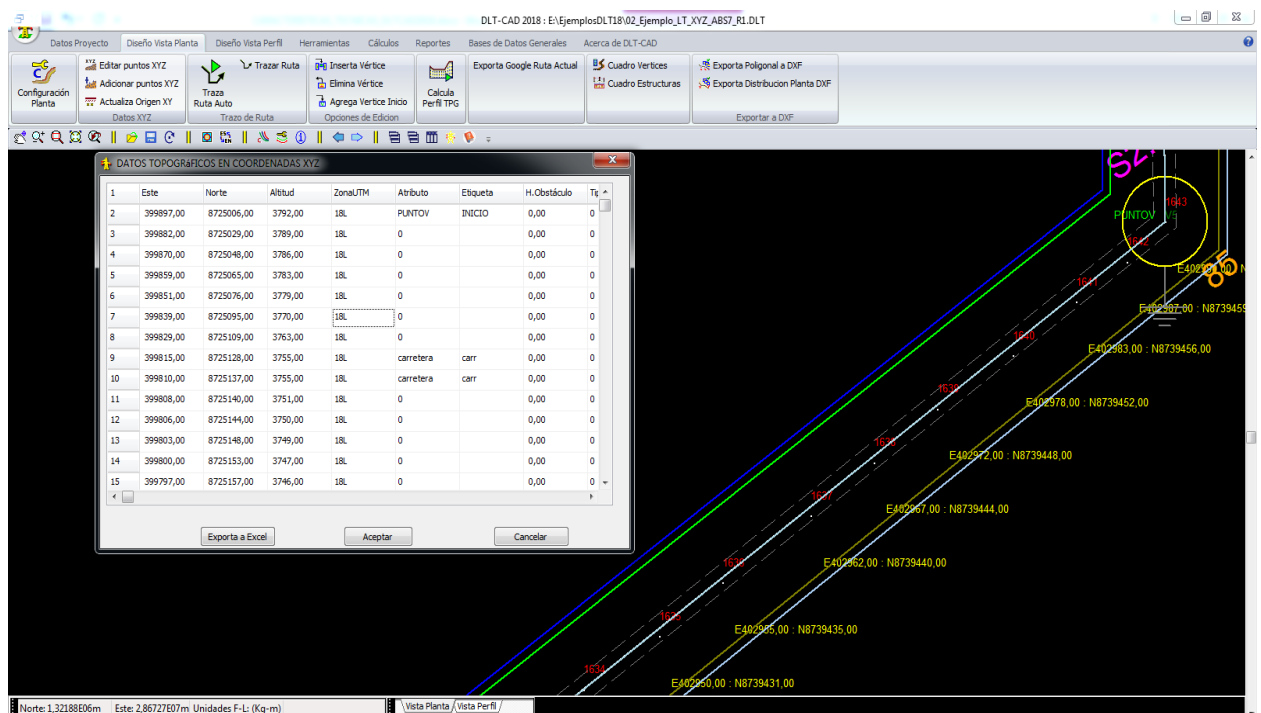 DLT-CAD 2018 : E:\EjemplosDLT18\02_Ejemplo_LT_XYZ_ABS7_R1.DLT
Datos Proyecto Diseño Vista Planta Diseño Vista Perfil Herramientas Cálculos Reportes Bases de Datos Generales Acerca de DLT-CAD
Configuración Planta
Editar puntos XYZ
Adicionar puntos XYZ
Actualiza Origen XY
Datos XYZ
Traza Ruta Auto
Trazar Ruta
Trazo de Ruta
Inserta Vértice
Elimina Vértice
Agrega Vertice Inicio
Opciones de Edicion
Calcula Perfil TPG
Exporta Google Ruta Actual
Cuadro Vertices
Cuadro Estructuras
Exporta Poligonal a DXF
Exporta Distribucion Planta DXF
Exportar a DXF
DATOS TOPOGRáFICOS EN COORDENADAS XYZ
1 Este Norte Altitud ZonaUTM Atributo Etiqueta H.Obstáculo
2 399897,00 8725006,00 3792,00 18L PUNTOV INICIO 0,00 0
3 399882,00 8725029,00 3789,00 18L 0 0,00 0
4 399870,00 8725048,00 3786,00 18L 0 0,00 0
5 399859,00 8725065,00 3783,00 18L 0 0,00 0
6 399851,00 8725076,00 3779,00 18L 0 0,00 0
7 399839,00 8725095,00 3770,00 18L 0 0,00 0
8 399829,00 8725109,00 3763,00 18L 0 0,00 0
9 399815,00 8725128,00 3755,00 18L carretera carr 0,00 0
10 399810,00 8725137,00 3755,00 18L carretera carr 0,00 0
11 399808,00 8725140,00 3751,00 18L 0 0,00 0
12 399806,00 8725144,00 3750,00 18L 0 0,00 0
13 399803,00 8725148,00 3749,00 18L 0 0,00 0
14 399800,00 8725153,00 3747,00 18L 0 0,00 0
15 399797,00 8725157,00 3746,00 18L 0 0,00 0
Exporta a Excel Aceptar Cancelar
1643
PUNTOV V5
1642
85
1641
1640
E402983,00 : N8739456,00
1639
E402978,00 : N8739452,00
1638
E402972,00 : N8739448,00
1637
E402967,00 : N8739444,00
1636
E402962,00 : N8739440,00
1635
E402955,00 : N8739435,00
1634
E402950,00 : N8739431,00
Norte: 1,32188E06m Este: 2,86727E07m Unidades F-L: (Kg-m)
Vista Planta Vista Perfil